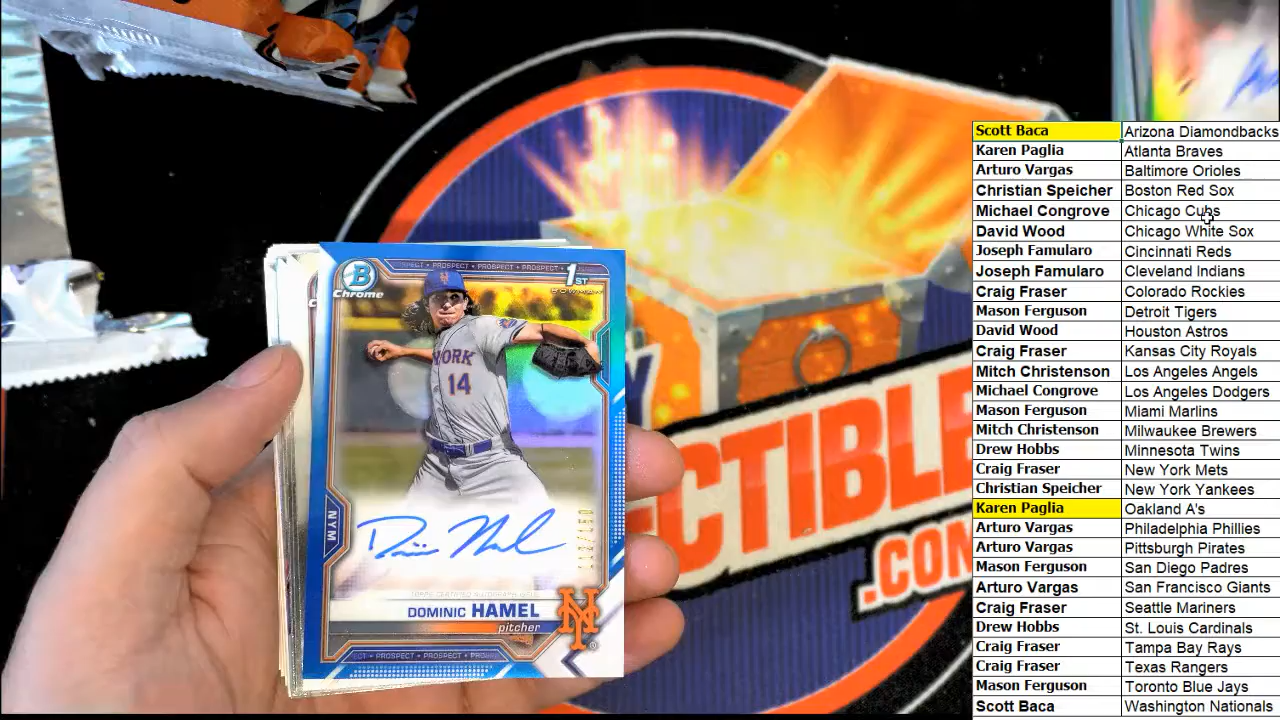 PROSPECT • PROSPECT • PROSPECT
B
Chrome
1ST
BOWMAN
YORK
14
NYM
DOMINIC HAMEL
pitcher
NY
PROSPECT • PROSPECT
CTIBLE
.CON
Scott Baca Arizona Diamondbacks
Karen Paglia Atlanta Braves
Arturo Vargas Baltimore Orioles
Christian Speicher Boston Red Sox
Michael Congrove Chicago Cubs
David Wood Chicago White Sox
Joseph Famularo Cincinnati Reds
Joseph Famularo Cleveland Indians
Craig Fraser Colorado Rockies
Mason Ferguson Detroit Tigers
David Wood Houston Astros
Craig Fraser Kansas City Royals
Mitch Christenson Los Angeles Angels
Michael Congrove Los Angeles Dodgers
Mason Ferguson Miami Marlins
Mitch Christenson Milwaukee Brewers
Drew Hobbs Minnesota Twins
Craig Fraser New York Mets
Christian Speicher New York Yankees
Karen Paglia Oakland A's
Arturo Vargas Philadelphia Phillies
Arturo Vargas Pittsburgh Pirates
Mason Ferguson San Diego Padres
Arturo Vargas San Francisco Giants
Craig Fraser Seattle Mariners
Drew Hobbs St. Louis Cardinals
Craig Fraser Tampa Bay Rays
Craig Fraser Texas Rangers
Mason Ferguson Toronto Blue Jays
Scott Baca Washington Nationals